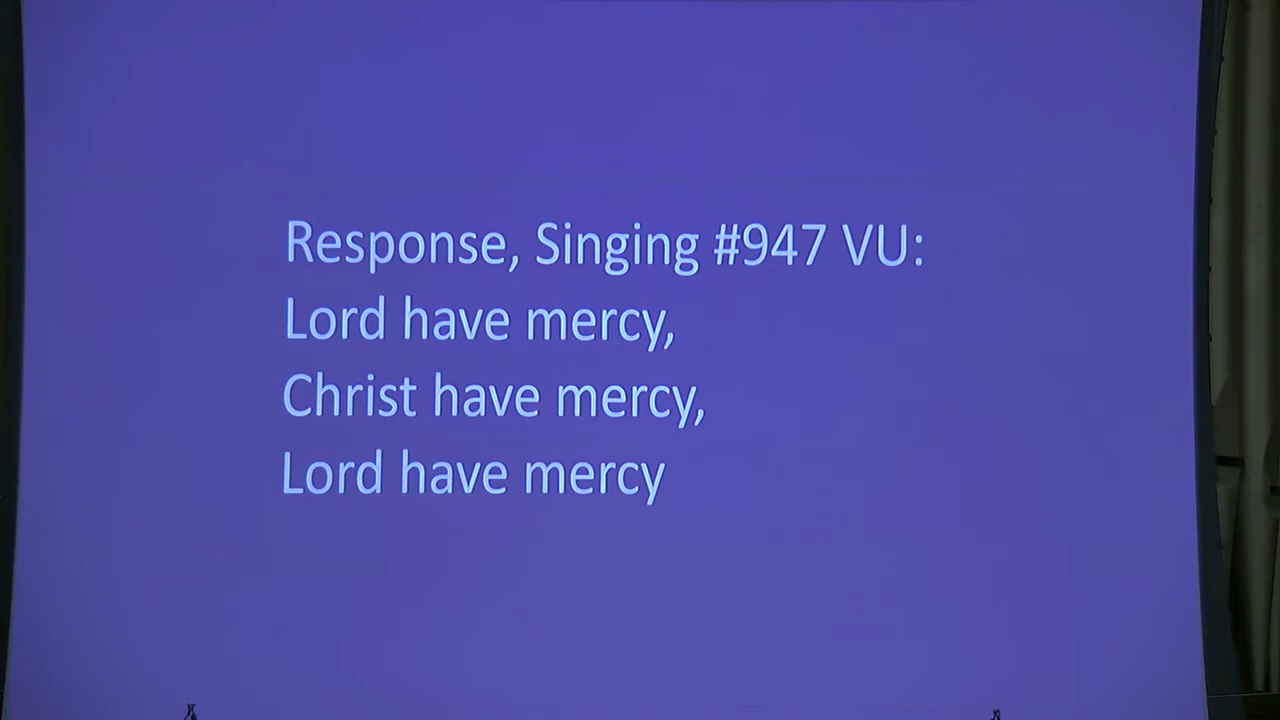 Response, Singing #947 VU:
Lord have mercy,
Christ have mercy,
Lord have mercy